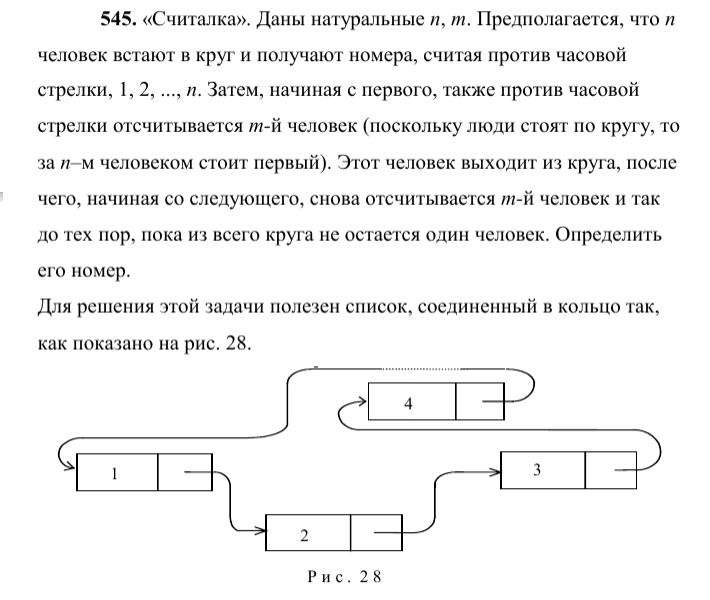 545. «Считалка». Даны натуральные n, m. Предполагается, что n
человек встают в круг и получают номера, считая против часовой
стрелки, 1, 2, ..., n. Затем, начиная с первого, также против часовой
стрелки отсчитывается m-й человек (поскольку люди стоят по кругу, то
за n–м человеком стоит первый). Этот человек выходит из круга, после
чего, начиная со следующего, снова отсчитывается m-й человек и так
до тех пор, пока из всего круга не остается один человек. Определить
его номер.
Для решения этой задачи полезен список, соединенный в кольцо так,
как показано на рис. 28.
4
1
3
2
Рис. 28